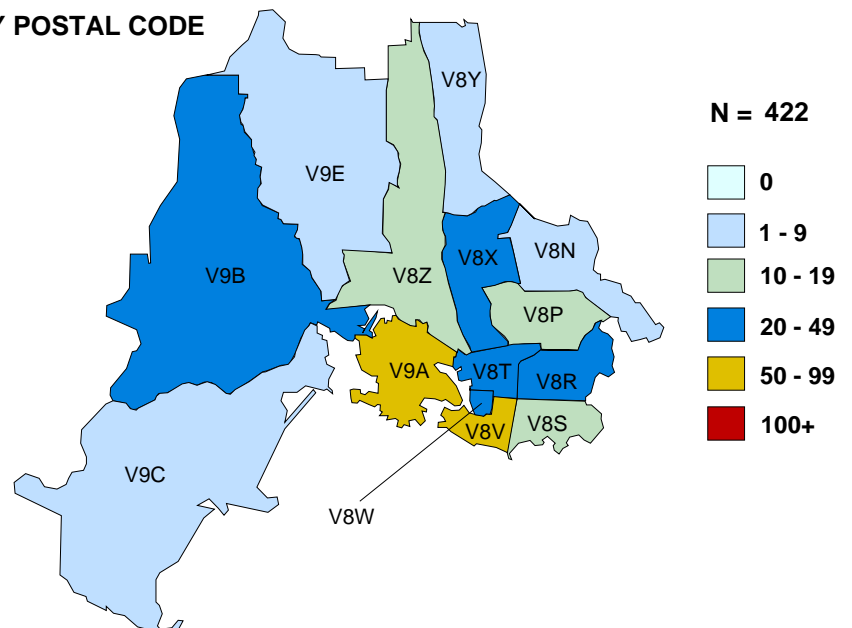 Y POSTAL CODE
V8Y
N = 422
V9E
0
1 - 9
V8N
V8X
V9B
V8Z
10 - 19
V8P
20 - 49
V9A
V8T
V8R
50 - 99
V8S
V8V
100+
V9C
V8W